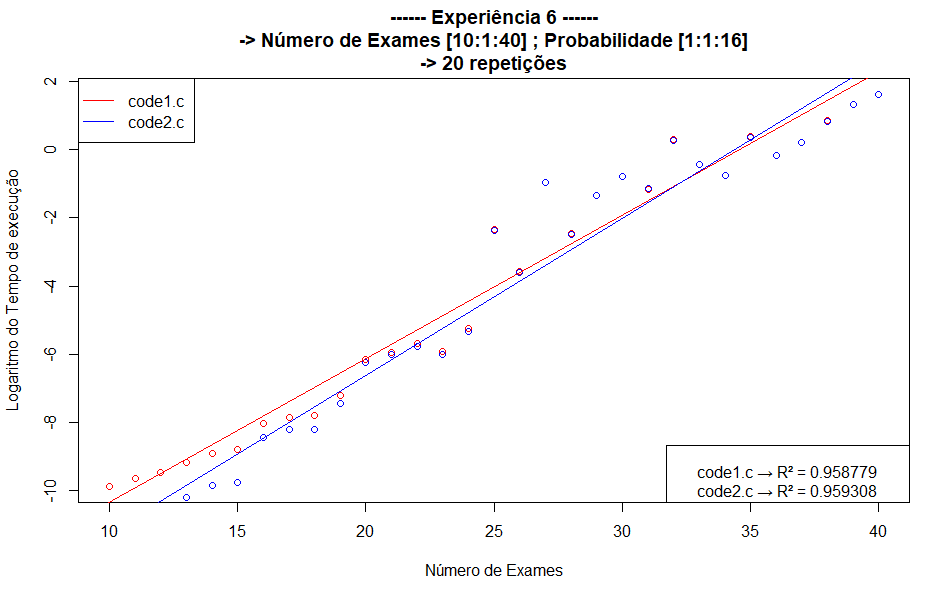 ------ Experiência 6 ------
-> Número de Exames [10:1:40] ; Probabilidade [1:1:16]
-> 20 repetições
code1.c
code2.c
Logaritmo do Tempo de execução
2
0
-2
-4
-6
-8
-10
code1.c → R² = 0.958779
code2.c → R² = 0.959308
10 15 20 25 30 35 40
Número de Exames